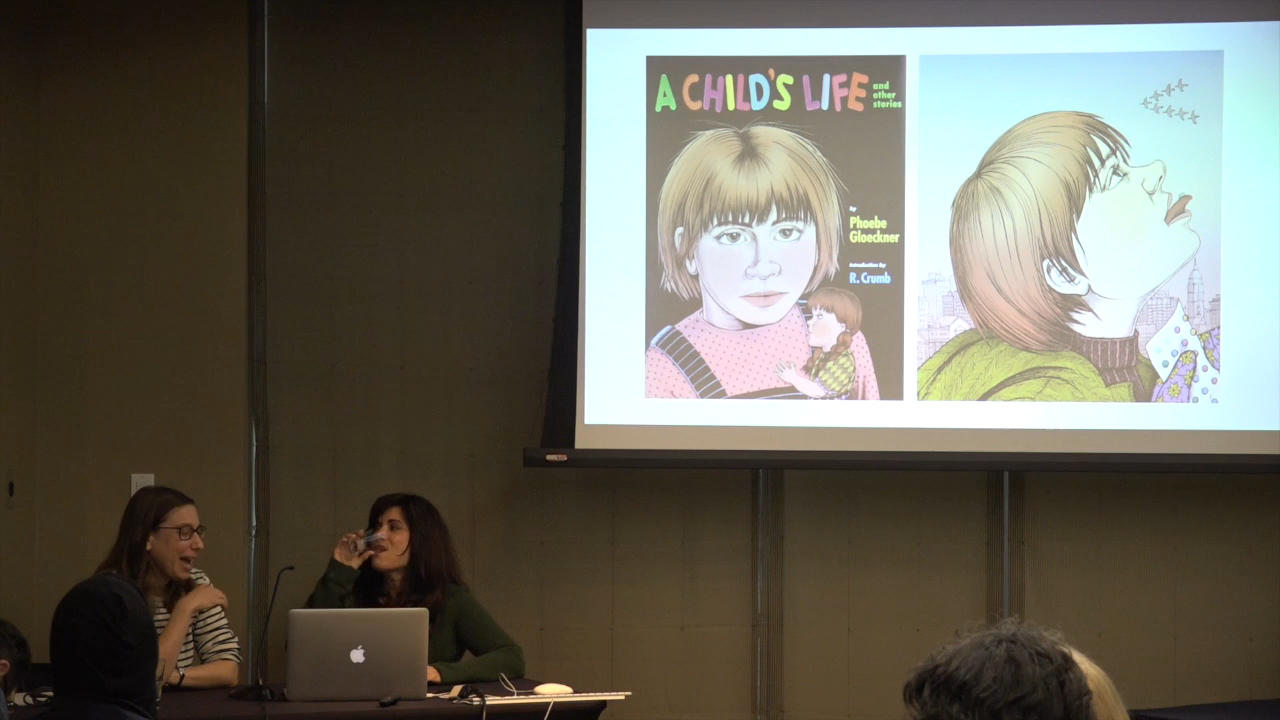 A CHILD'S LIFE
and
other
stories
by
Phoebe
Gloeckner
Introduction by
R. Crumb